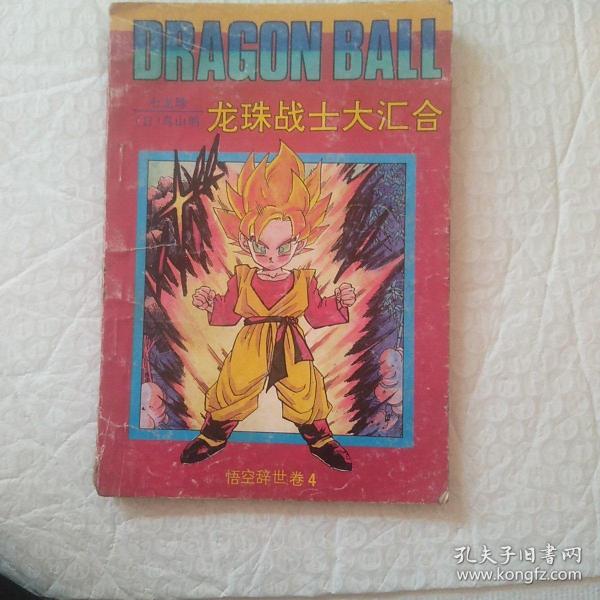 DRAGON BALL
七龙珠
(日)鸟山明
龙珠战士大汇合
悟空辞世卷4
孔夫子旧书网
www.kongfz.com